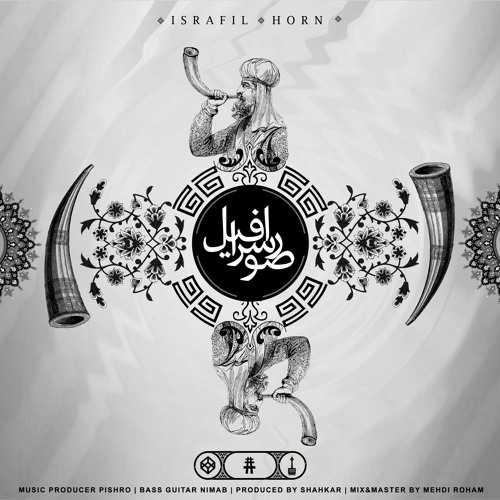 ISRAFIL HORN
صور اسرافیل
MUSIC PRODUCER PISHRO | BASS GUITAR NIMAB | PRODUCED BY SHAHKAR | MIX&MASTER BY MEHDI ROHAM